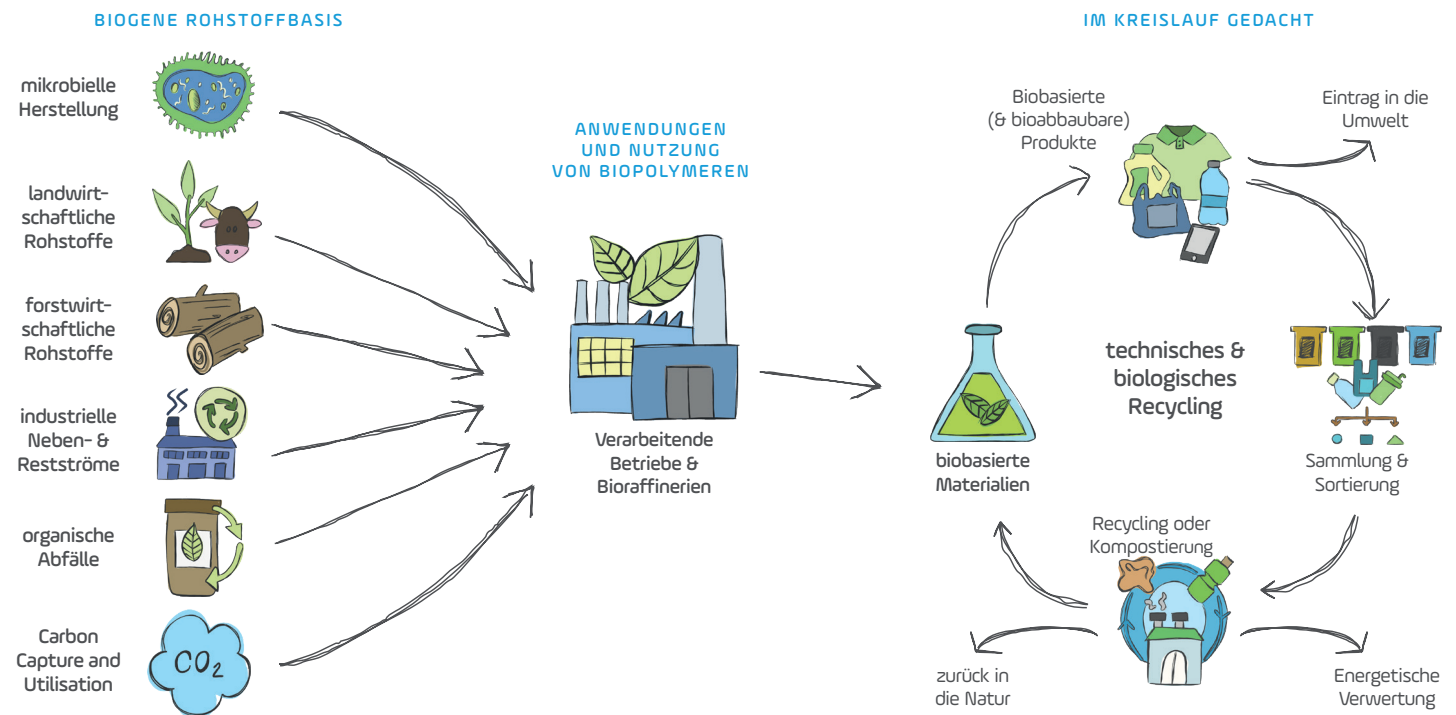 BIOGENE ROHSTOFFBASIS
mikrobielle
Herstellung
landwirt-
schaftliche
Rohstoffe
forstwirt-
schaftliche
Rohstoffe
industrielle
Neben- &
Restströme
organische
Abfälle
Carbon
Capture and
Utilisation
CO₂
ANWENDUNGEN
UND NUTZUNG
VON BIOPOLYMEREN
Verarbeitende
Betriebe &
Bioraffinerien
IM KREISLAUF GEDACHT
biobasierte
Materialien
Biobasierte
(& bioabbaubare)
Produkte
Eintrag in die
Umwelt
technisches &
biologisches
Recycling
Sammlung &
Sortierung
Recycling oder
Kompostierung
zurück in
die Natur
Energetische
Verwertung